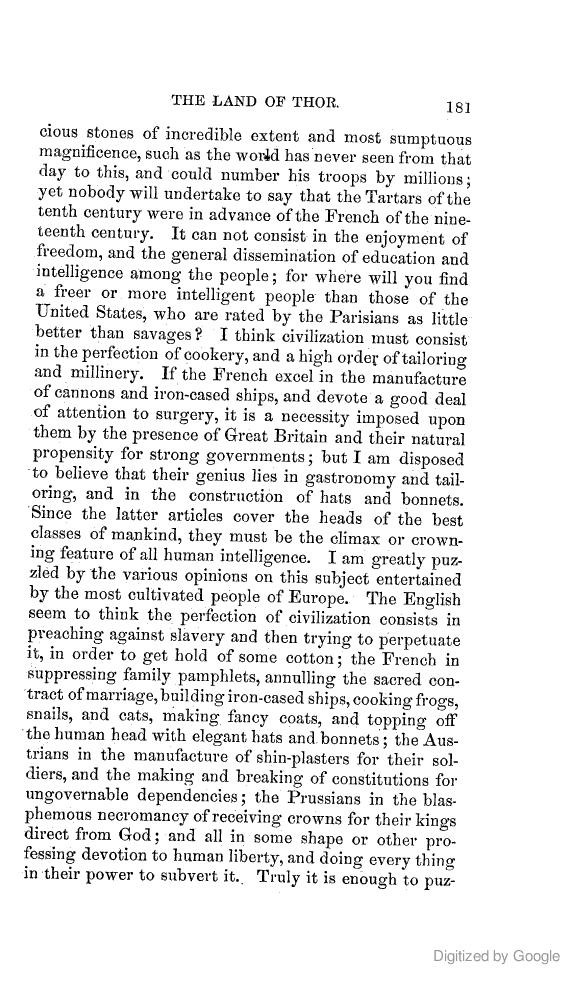 THE LAND OF THOR. 181
cious stones of incredible extent and most sumptuous
magnificence, such as the world has never seen from that
day to this, and could number his troops by millions;
yet nobody will undertake to say that the Tartars of the
tenth century were in advance of the French of the nine-
teenth century. It can not consist in the enjoyment of
freedom, and the general dissemination of education and
intelligence among the people; for where will you find
a freer or more intelligent people than those of the
United States, who are rated by the Parisians as little
better than savages? I think civilization must consist
in the perfection of cookery, and a high order of tailoring
and millinery. If the French excel in the manufacture
of cannons and iron-cased ships, and devote a good deal
of attention to surgery, it is a necessity imposed upon
them by the presence of Great Britain and their natural
propensity for strong governments; but I am disposed
to believe that their genius lies in gastronomy and tail-
oring, and in the construction of hats and bonnets.
Since the latter articles cover the heads of the best
classes of mankind, they must be the climax or crown-
ing feature of all human intelligence. I am greatly puz-
zled by the various opinions on this subject entertained
by the most cultivated people of Europe. The English
seem to think the perfection of civilization consists in
preaching against slavery and then trying to perpetuate
it, in order to get hold of some cotton; the French in
suppressing family pamphlets, annulling the sacred con-
tract of marriage, building iron-cased ships, cooking frogs,
snails, and cats, making fancy coats, and topping off
the human head with elegant hats and bonnets; the Aus-
trians in the manufacture of shin-plasters for their sol-
diers, and the making and breaking of constitutions for
ungovernable dependencies; the Prussians in the blas-
phemous necromancy of receiving crowns for their kings
direct from God; and all in some shape or other pro-
fessing devotion to human liberty, and doing every thing
in their power to subvert it. Truly it is enough to puz-
Digitized by Google